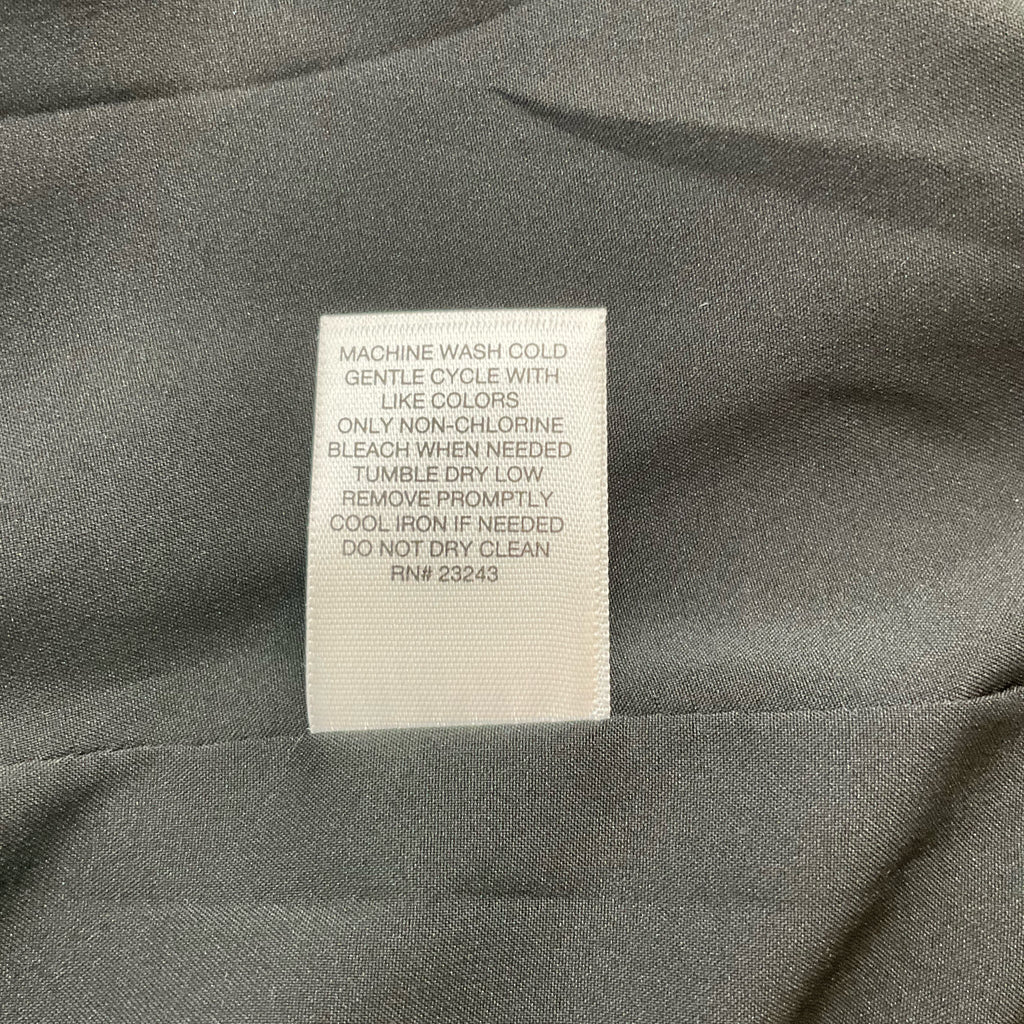 MACHINE WASH COLD
GENTLE CYCLE WITH
LIKE COLORS
ONLY NON-CHLORINE
BLEACH WHEN NEEDED
TUMBLE DRY LOW
REMOVE PROMPTLY
COOL IRON IF NEEDED
DO NOT DRY CLEAN
RN# 23243